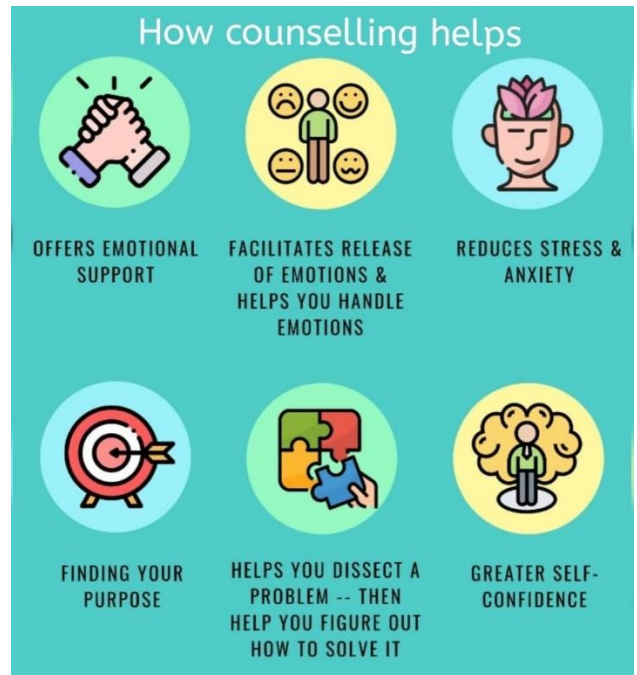 How counselling helps
OFFERS EMOTIONAL
SUPPORT
FACILITATES RELEASE
OF EMOTIONS &
HELPS YOU HANDLE
EMOTIONS
REDUCES STRESS &
ANXIETY
FINDING YOUR
PURPOSE
HELPS YOU DISSECT A
PROBLEM -- THEN
HELP YOU FIGURE OUT
HOW TO SOLVE IT
GREATER SELF-
CONFIDENCE